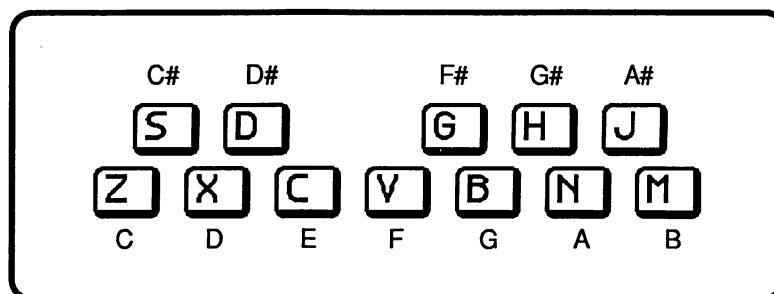 C# D# F# G# A#
S D G H J
Z X C V B N M
C D E F G A B